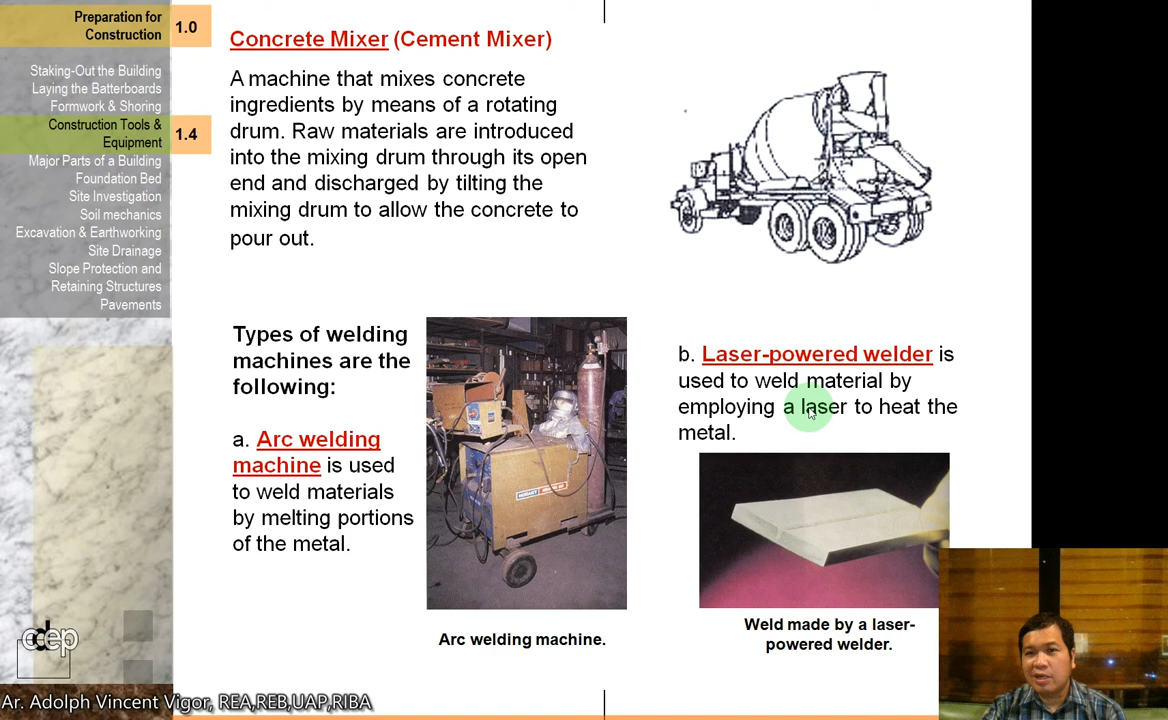 Preparation for
Construction
1.0
Staking-Out the Building
Laying the Batterboards
Formwork & Shoring
Construction Tools &
Equipment
1.4
Major Parts of a Building
Foundation Bed
Site Investigation
Soil mechanics
Excavation & Earthworking
Site Drainage
Slope Protection and
Retaining Structures
Pavements
Concrete Mixer (Cement Mixer)
A machine that mixes concrete
ingredients by means of a rotating
drum. Raw materials are introduced
into the mixing drum through its open
end and discharged by tilting the
mixing drum to allow the concrete to
pour out.
Types of welding
machines are the
following:
a. Arc welding
machine is used
to weld materials
by melting portions
of the metal.
Arc welding machine.
b. Laser-powered welder is
used to weld material by
employing a laser to heat the
metal.
Weld made by a laser-
powered welder.
Ar. Adolph Vincent Vigor, REA,REB,UAP,RIBA